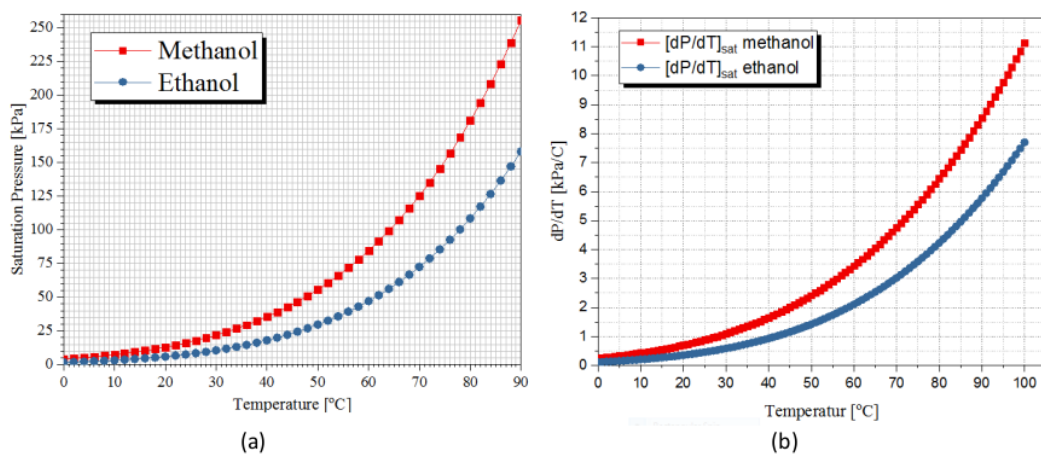 250
225
200
175
150
125
100
75
50
25
0
Saturation Pressure [kPa]
Methanol
Ethanol
0 10 20 30 40 50 60 70 80 90
Temperature [°C]
(a)
12
11
10
9
8
7
6
5
4
3
2
1
0
dP/dT [kPa/C]
[dP/dT]sat methanol
[dP/dT]sat ethanol
0 10 20 30 40 50 60 70 80 90 100
Temperatur [°C]
(b)